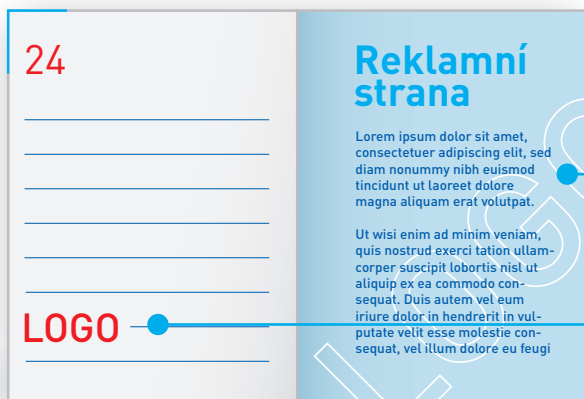 24
LOGO
Reklamní
strana
Lorem ipsum dolor sit amet,
consectetuer adipiscing elit, sed
diam nonummy nibh euismod
tincidunt ut laoreet dolore
magna aliquam erat volutpat.
Ut wisi enim ad minim veniam,
quis nostrud exerci tation ullam-
corper suscipit lobortis nisl ut
aliquip ex ea commodo con-
sequat. Duis autem vel eum
iriure dolor in hendrerit in vul-
putate velit esse molestie con-
sequat, vel illum dolore eu feugi